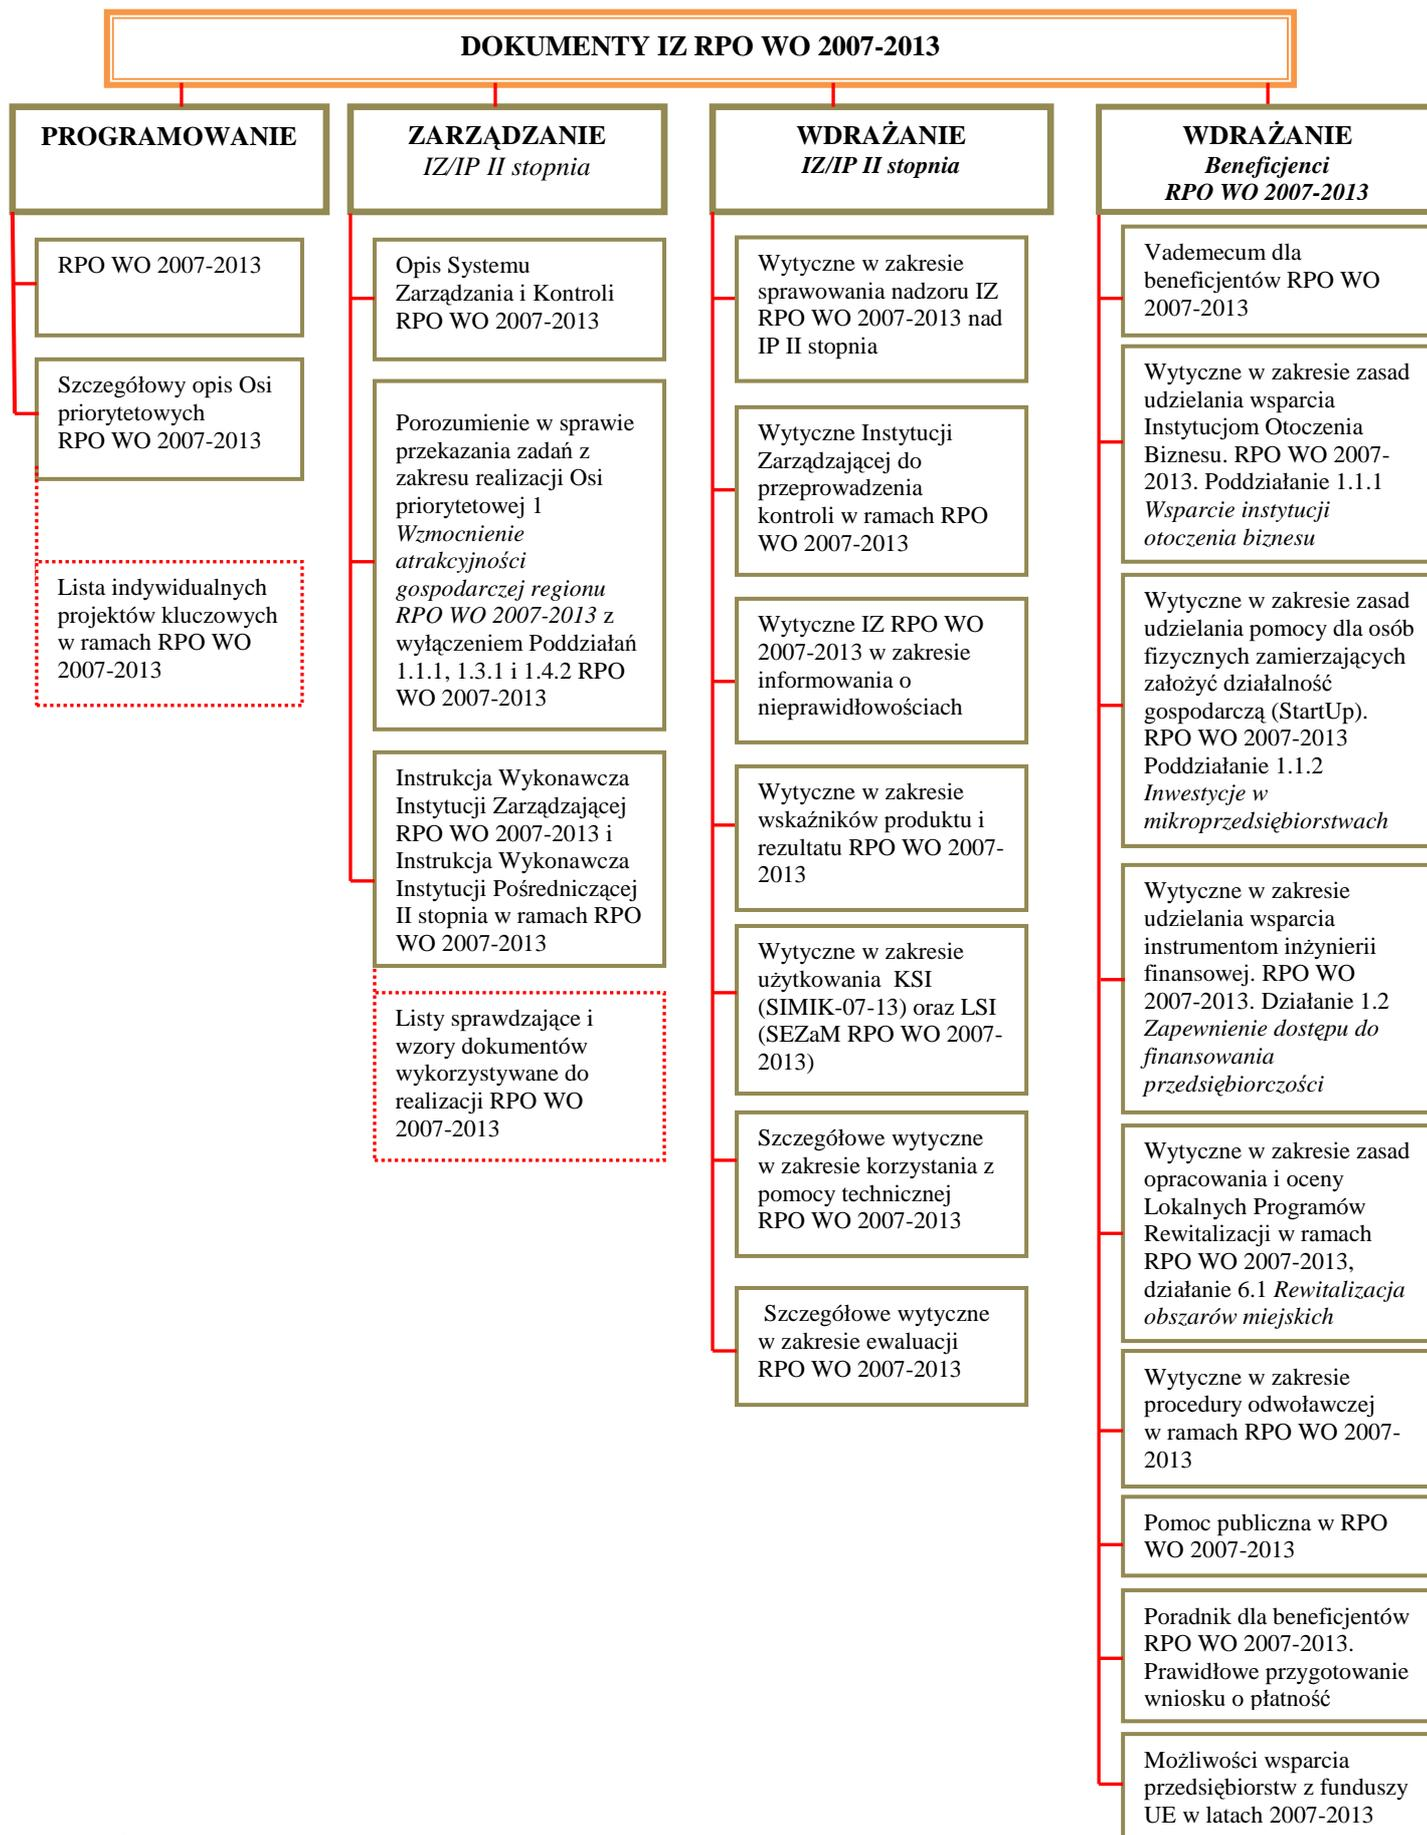 DOKUMENTY IZ RPO WO 2007-2013
PROGRAMOWANIE
RPO WO 2007-2013
Szczegółowy opis Osi
priorytetowych
RPO WO 2007-2013
Lista indywidualnych
projektów kluczowych
w ramach RPO WO
2007-2013
ZARZĄDZANIE
IZ/IP II stopnia
Opis Systemu
Zarządzania i Kontroli
RPO WO 2007-2013
Porozumienie w sprawie
przekazania zadań z
zakresu realizacji Osi
priorytetowej 1
Wzmocnienie
atrakcyjności
gospodarczej regionu
RPO WO 2007-2013 z
wyłączeniem Poddziałań
1.1.1, 1.3.1 i 1.4.2 RPO
WO 2007-2013
Instrukcja Wykonawcza
Instytucji Zarządzającej
RPO WO 2007-2013 i
Instrukcja Wykonawcza
Instytucji Pośredniczącej
II stopnia w ramach RPO
WO 2007-2013
Listy sprawdzające i
wzory dokumentów
wykorzystywane do
realizacji RPO WO
2007-2013
WDRAŻANIE
IZ/IP II stopnia
Wytyczne w zakresie
sprawowania nadzoru IZ
RPO WO 2007-2013 nad
IP II stopnia
Wytyczne Instytucji
Zarządzającej do
przeprowadzenia
kontroli w ramach RPO
WO 2007-2013
Wytyczne IZ RPO WO
2007-2013 w zakresie
informowania o
nieprawidłowościach
Wytyczne w zakresie
wskaźników produktu i
rezultatu RPO WO 2007-
2013
Wytyczne w zakresie
użytkowania KSI
(SIMIK-07-13) oraz LSI
(SEZaM RPO WO 2007-
2013)
Szczegółowe wytyczne
w zakresie korzystania z
pomocy technicznej
RPO WO 2007-2013
Szczegółowe wytyczne
w zakresie ewaluacji
RPO WO 2007-2013
WDRAŻANIE
Beneficjenci
RPO WO 2007-2013
Vademecum dla
beneficjentów RPO WO
2007-2013
Wytyczne w zakresie zasad
udzielania wsparcia
Instytucjom Otoczenia
Biznesu. RPO WO 2007-
2013. Poddziałanie 1.1.1
Wsparcie instytucji
otoczenia biznesu
Wytyczne w zakresie zasad
udzielania pomocy dla osób
fizycznych zamierzających
założyć działalność
gospodarczą (StartUp).
RPO WO 2007-2013
Poddziałanie 1.1.2
Inwestycje w
mikroprzedsiębiorstwach
Wytyczne w zakresie
udzielania wsparcia
instrumentom inżynierii
finansowej. RPO WO
2007-2013. Działanie 1.2
Zapewnienie dostępu do
finansowania
przedsiębiorczości
Wytyczne w zakresie zasad
opracowania i oceny
Lokalnych Programów
Rewitalizacji w ramach
RPO WO 2007-2013,
działanie 6.1 Rewitalizacja
obszarów miejskich
Wytyczne w zakresie
procedury odwoławczej
w ramach RPO WO 2007-
2013
Pomoc publiczna w RPO
WO 2007-2013
Poradnik dla beneficjentów
RPO WO 2007-2013.
Prawidłowe przygotowanie
wniosku o płatność
Możliwości wsparcia
przedsiębiorstw z funduszy
UE w latach 2007-2013